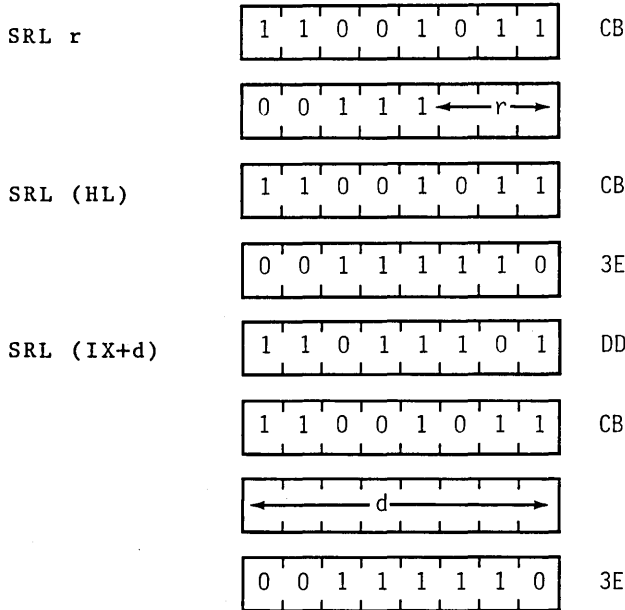 SRL r 1 1 0 0 1 0 1 1 CB
0 0 1 1 1 r
SRL (HL) 1 1 0 0 1 0 1 1 CB
0 0 1 1 1 1 1 0 3E
SRL (IX+d) 1 1 0 1 1 1 0 1 DD
1 1 0 0 1 0 1 1 CB
d
0 0 1 1 1 1 1 0 3E